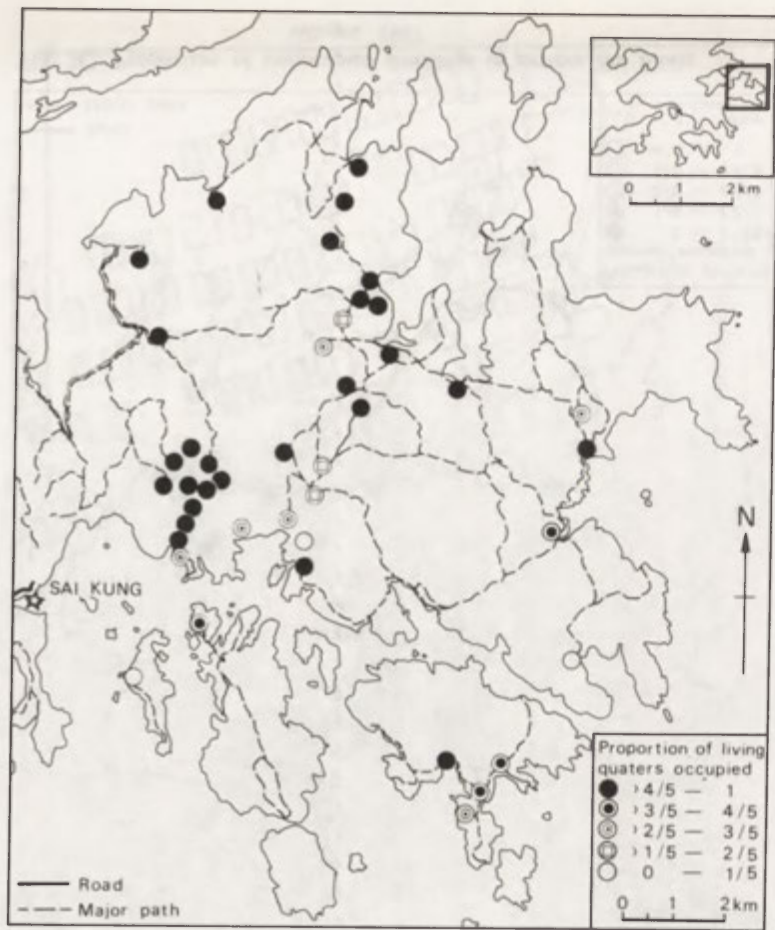 0 1 2 km
N
SAI KUNG
Proportion of living
quaters occupied
> 4/5 — 1
> 3/5 — 4/5
> 2/5 — 3/5
> 1/5 — 2/5
0 — 1/5
0 1 2 km
Road
Major path